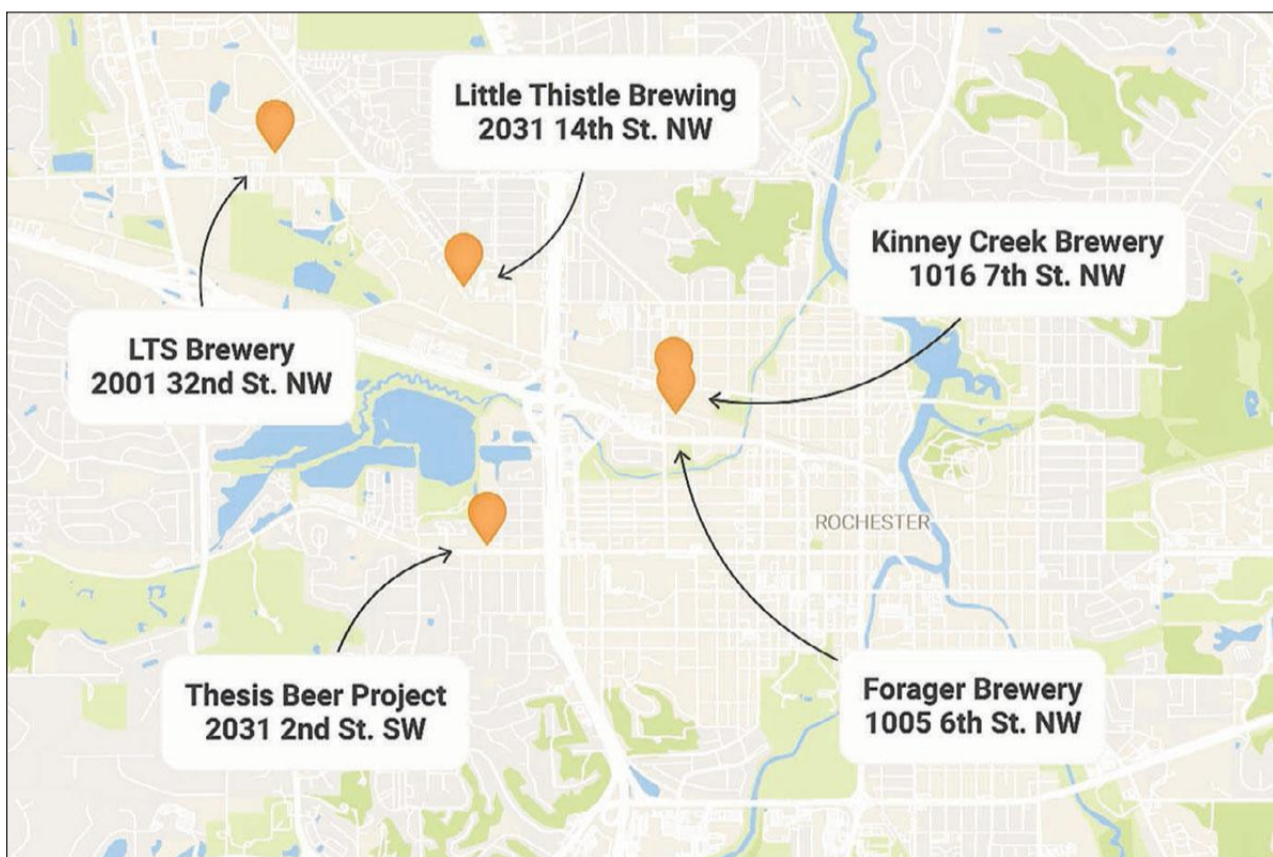 Little Thistle Brewing
2031 14th St. NW
Kinney Creek Brewery
1016 7th St. NW
LTS Brewery
2001 32nd St. NW
ROCHESTER
Thesis Beer Project
2031 2nd St. SW
Forager Brewery
1005 6th St. NW